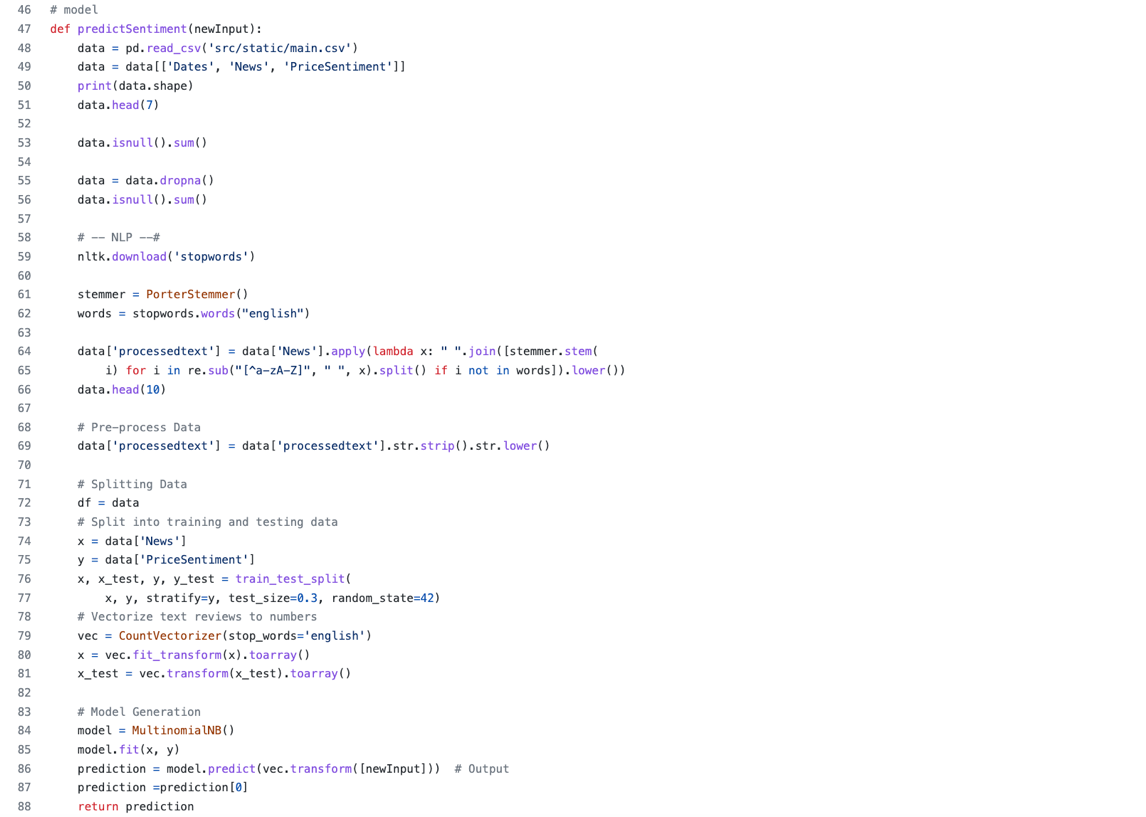 46 # model
47 def predictSentiment(newInput):
48     data = pd.read_csv('src/static/main.csv')
49     data = data[['Dates', 'News', 'PriceSentiment']]
50     print(data.shape)
51     data.head(7)
52
53     data.isnull().sum()
54
55     data = data.dropna()
56     data.isnull().sum()
57
58     # -- NLP --#
59     nltk.download('stopwords')
60
61     stemmer = PorterStemmer()
62     words = stopwords.words("english")
63
64     data['processedtext'] = data['News'].apply(lambda x: " ".join([stemmer.stem(
65         i) for i in re.sub("[^a-zA-Z]", " ", x).split() if i not in words]).lower())
66     data.head(10)
67
68     # Pre-process Data
69     data['processedtext'] = data['processedtext'].str.strip().str.lower()
70
71     # Splitting Data
72     df = data
73     # Split into training and testing data
74     x = data['News']
75     y = data['PriceSentiment']
76     x, x_test, y, y_test = train_test_split(
77         x, y, stratify=y, test_size=0.3, random_state=42)
78     # Vectorize text reviews to numbers
79     vec = CountVectorizer(stop_words='english')
80     x = vec.fit_transform(x).toarray()
81     x_test = vec.transform(x_test).toarray()
82
83     # Model Generation
84     model = MultinomialNB()
85     model.fit(x, y)
86     prediction = model.predict(vec.transform([newInput]))  # Output
87     prediction =prediction[0]
88     return prediction